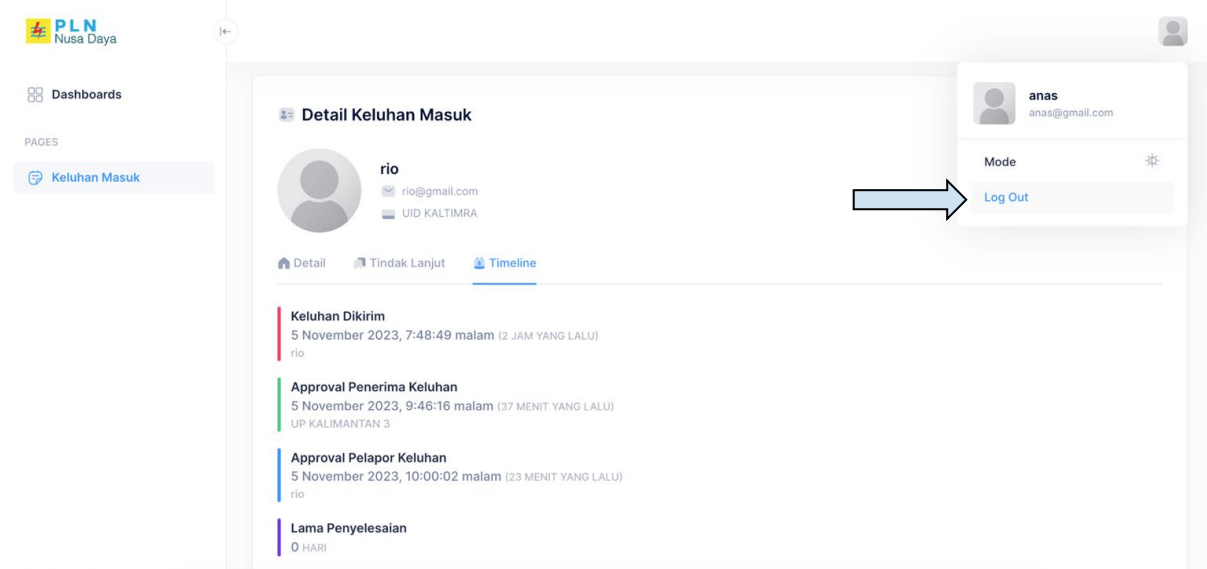 PLN
Nusa Daya
Dashboards
PAGES
Keluhan Masuk
Detail Keluhan Masuk
rio
rio@gmail.com
UID KALTIMRA
Detail Tindak Lanjut Timeline
Keluhan Dikirim
5 November 2023, 7:48:49 malam (2 JAM YANG LALU)
rio
Approval Penerima Keluhan
5 November 2023, 9:46:16 malam (37 MENIT YANG LALU)
UP KALIMANTAN 3
Approval Pelapor Keluhan
5 November 2023, 10:00:02 malam (23 MENIT YANG LALU)
rio
Lama Penyelesaian
0 HARI
anas
anas@gmail.com
Mode
Log Out